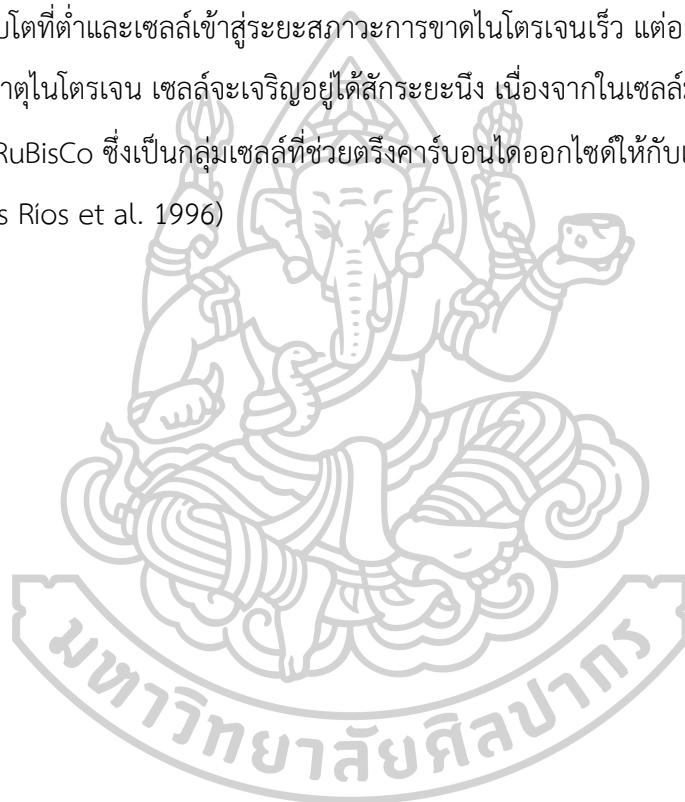 บโตที่ต่ำและเซลล์เข้าสู่ระยะสภาวะการขาดไนโตรเจนเร็ว แต่อ
าตุไนโตรเจน เซลล์จะเจริญอยู่ได้สักระยะนึง เนื่องจากในเซลล์
RuBisCo ซึ่งเป็นกลุ่มเซลล์ที่ช่วยตรึงคาร์บอนไดออกไซด์ให้กับเ
s Ríos et al. 1996)
มหาวิทยาลัยศิลปากร